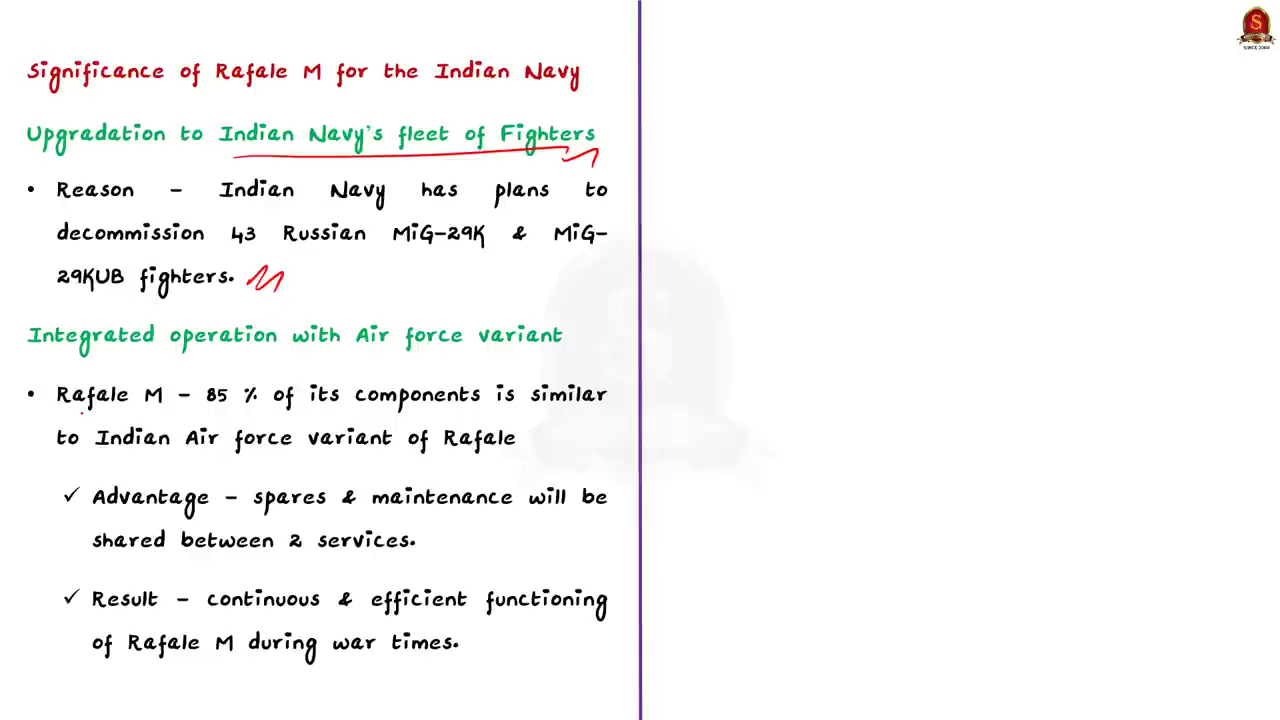 Significance of Rafale M for the Indian Navy
Upgradation to Indian Navy's fleet of Fighters
• Reason - Indian Navy has plans to
decommission 43 Russian MiG-29K & MiG-
29KUB fighters.
Integrated operation with Air force variant
• Rafale M - 85 % of its components is similar
to Indian Air force variant of Rafale
✓ Advantage - spares & maintenance will be
shared between 2 services.
✓ Result - continuous & efficient functioning
of Rafale M during war times.
S
SINCE 2004